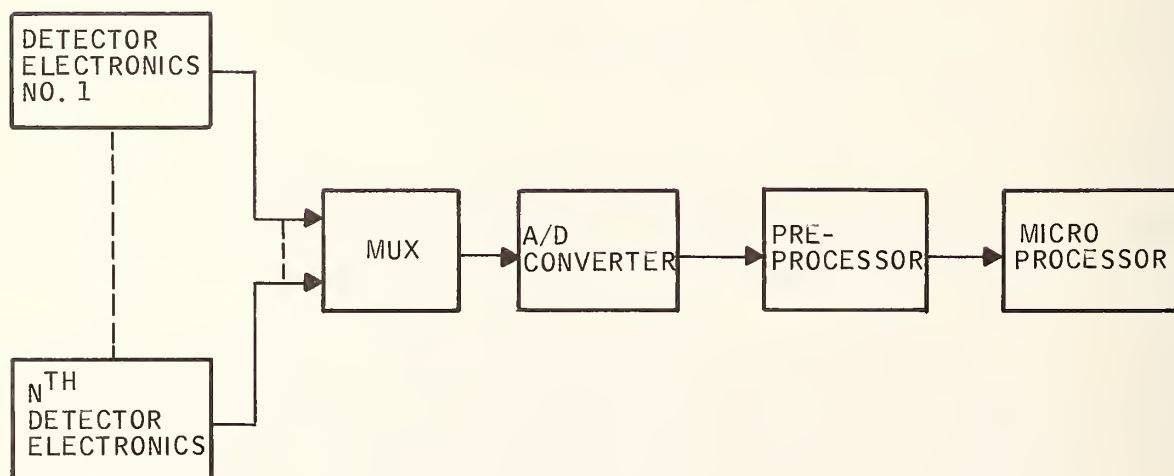 DETECTOR
ELECTRONICS
NO. 1
MUX
A/D
CONVERTER
PRE-
PROCESSOR
MICRO
PROCESSOR
NTH
DETECTOR
ELECTRONICS